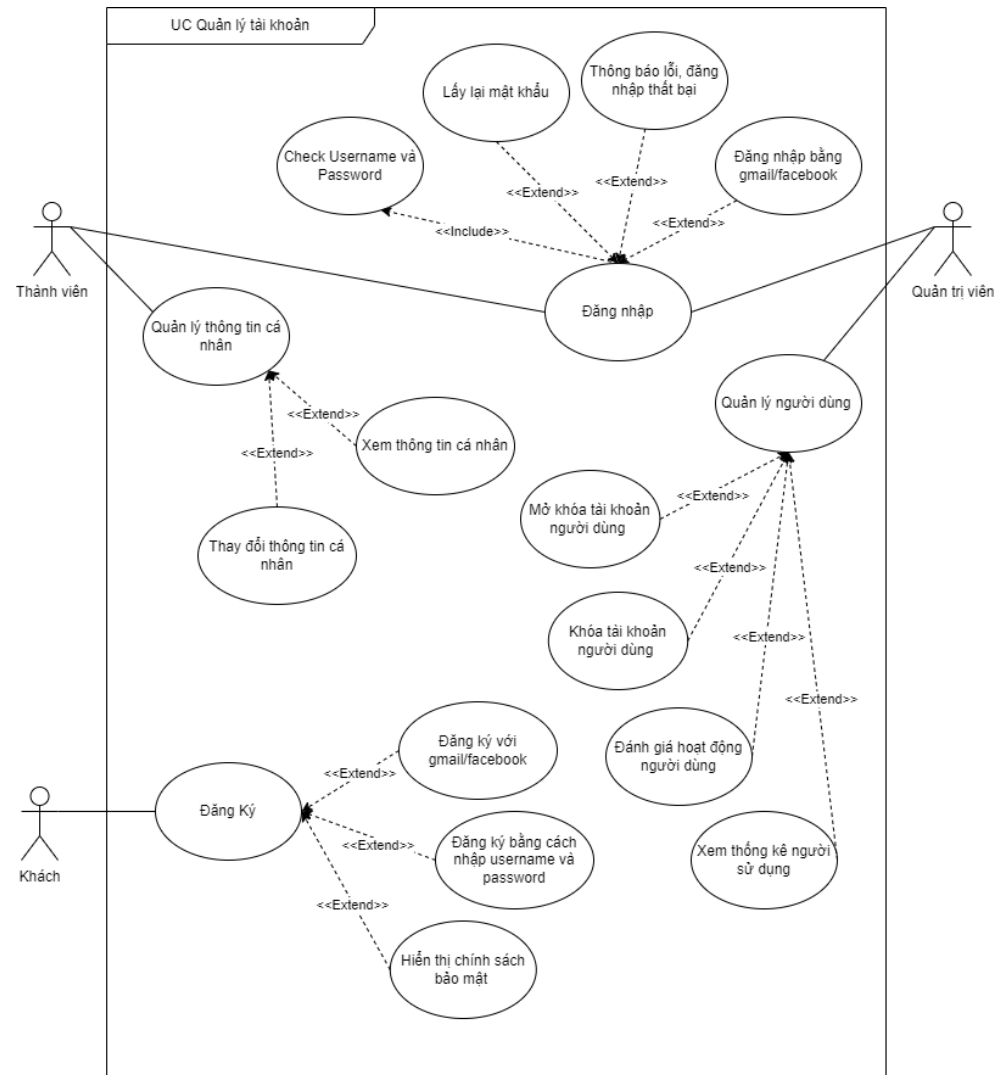 UC Quản lý tài khoản
Thông báo lỗi, đăng
nhập thất bại
Lấy lại mật khẩu
Check Username và
Password
Đăng nhập bằng
gmail/facebook
<<Extend>>
<<Extend>>
<<Extend>>
<<Include>>
Thành viên
Quản trị viên
Đăng nhập
Quản lý thông tin cá
nhân
Quản lý người dùng
<<Extend>>
<<Extend>>
Xem thông tin cá nhân
Thay đổi thông tin cá
nhân
<<Extend>>
Mở khóa tài khoản
người dùng
<<Extend>>
Khóa tài khoản
người dùng
<<Extend>>
<<Extend>>
Đánh giá hoạt động
người dùng
Xem thống kê người
sử dụng
Đăng ký với
gmail/facebook
<<Extend>>
Đăng Ký
<<Extend>>
Đăng ký bằng cách
nhập username và
password
Khách
<<Extend>>
Hiển thị chính sách
bảo mật